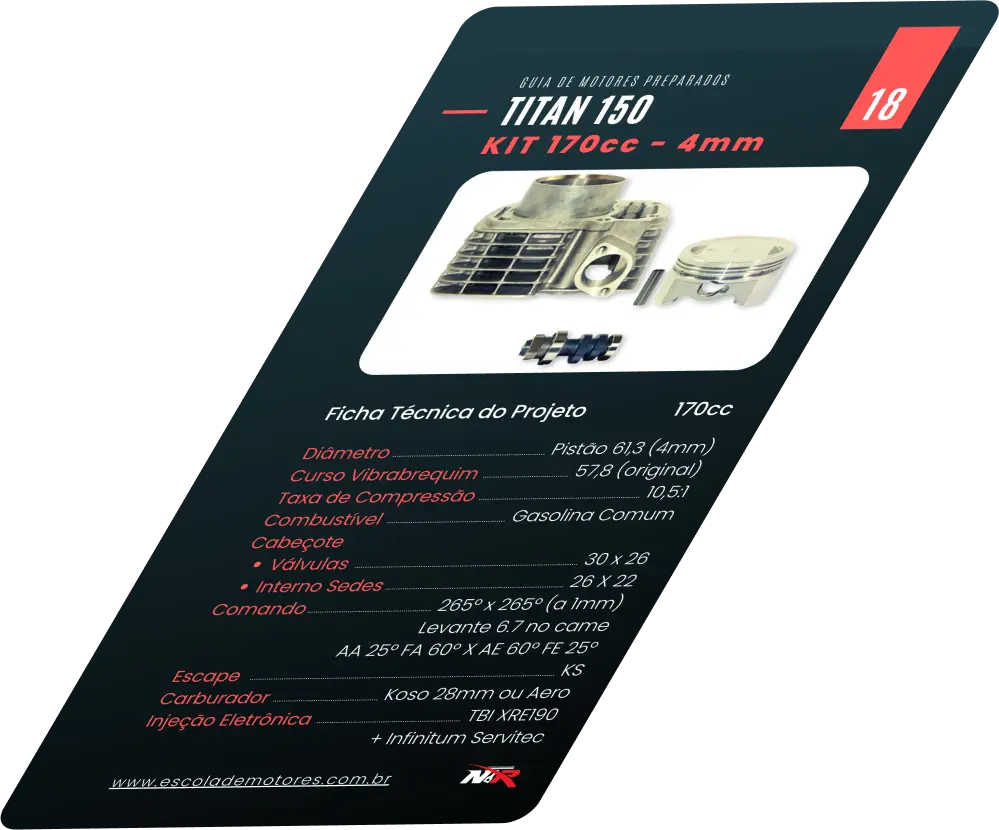 GUIA DE MOTORES PREPARADOS
18
TITAN 150
KIT 170cc - 4mm
Ficha Técnica do Projeto 170cc
Diâmetro Pistão 61,3 (4mm)
Curso Vibrabrequim 57,8 (original)
Taxa de Compressão 10,5:1
Combustível Gasolina Comum
Cabeçote
• Válvulas 30 x 26
• Interno Sedes 26 X 22
Comando 265º x 265º (a 1mm)
Levante 6.7 no came
AA 25º FA 60º X AE 60º FE 25º
Escape KS
Carburador Koso 28mm ou Aero
Injeção Eletrônica TBI XRE190
+ Infinitum Servitec
www.escolademotores.com.br
NAR